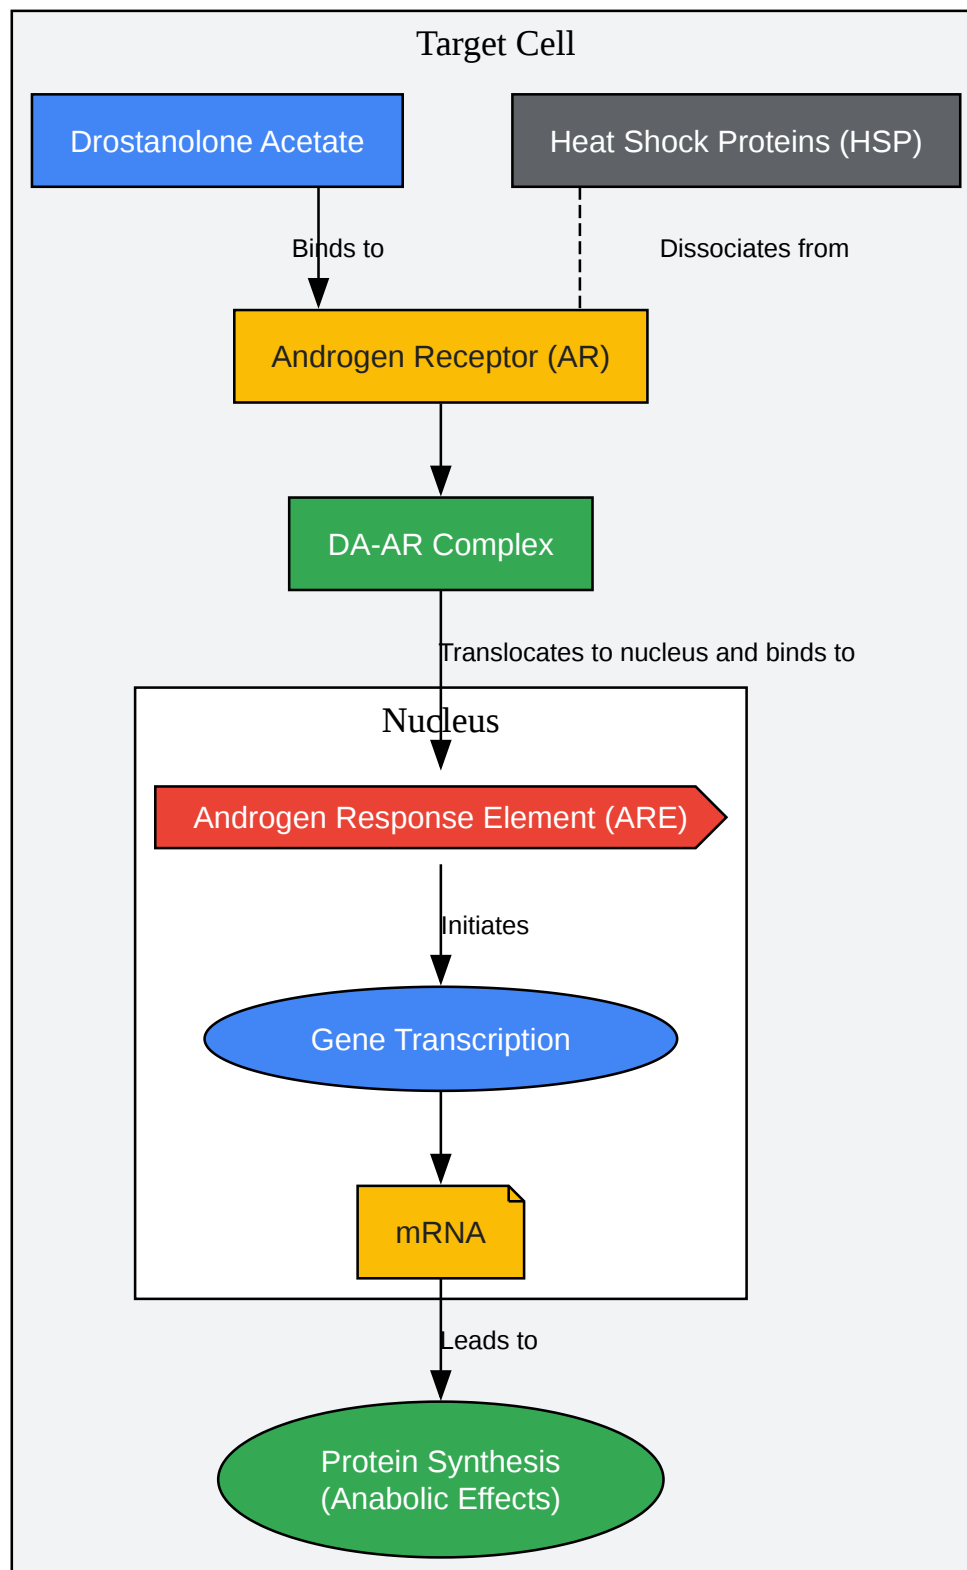 Target Cell
Drostanolone Acetate
Heat Shock Proteins (HSP)
Binds to
Dissociates from
Androgen Receptor (AR)
DA-AR Complex
Translocates to nucleus and binds to
Nucleus
Androgen Response Element (ARE)
Initiates
Gene Transcription
mRNA
Leads to
Protein Synthesis
(Anabolic Effects)